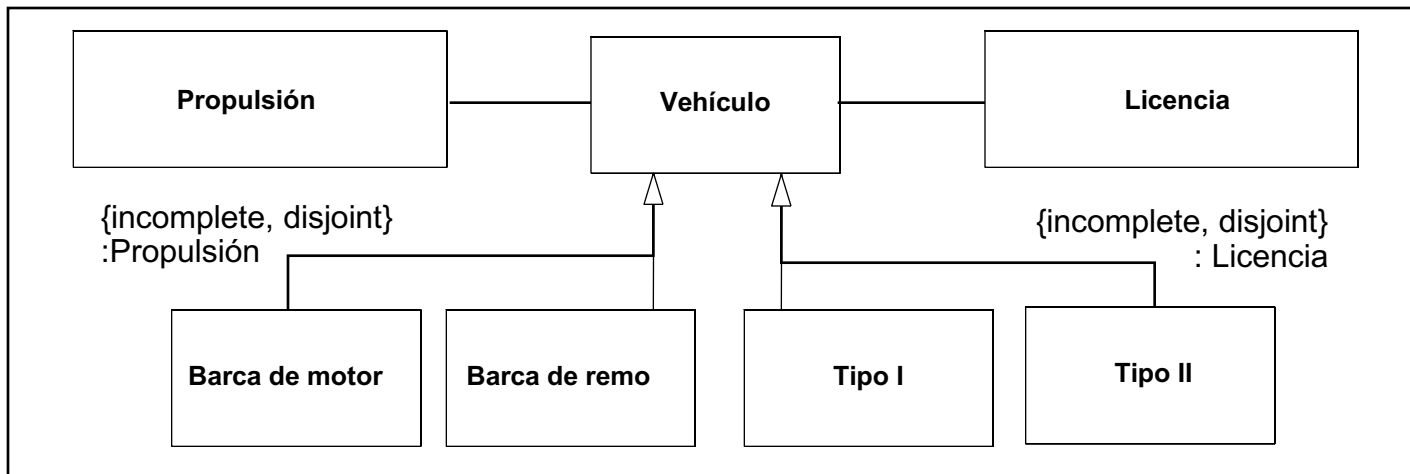 Propulsión
Vehículo
Licencia
{incomplete, disjoint}
:Propulsión
{incomplete, disjoint}
: Licencia
Barca de motor
Barca de remo
Tipo I
Tipo II